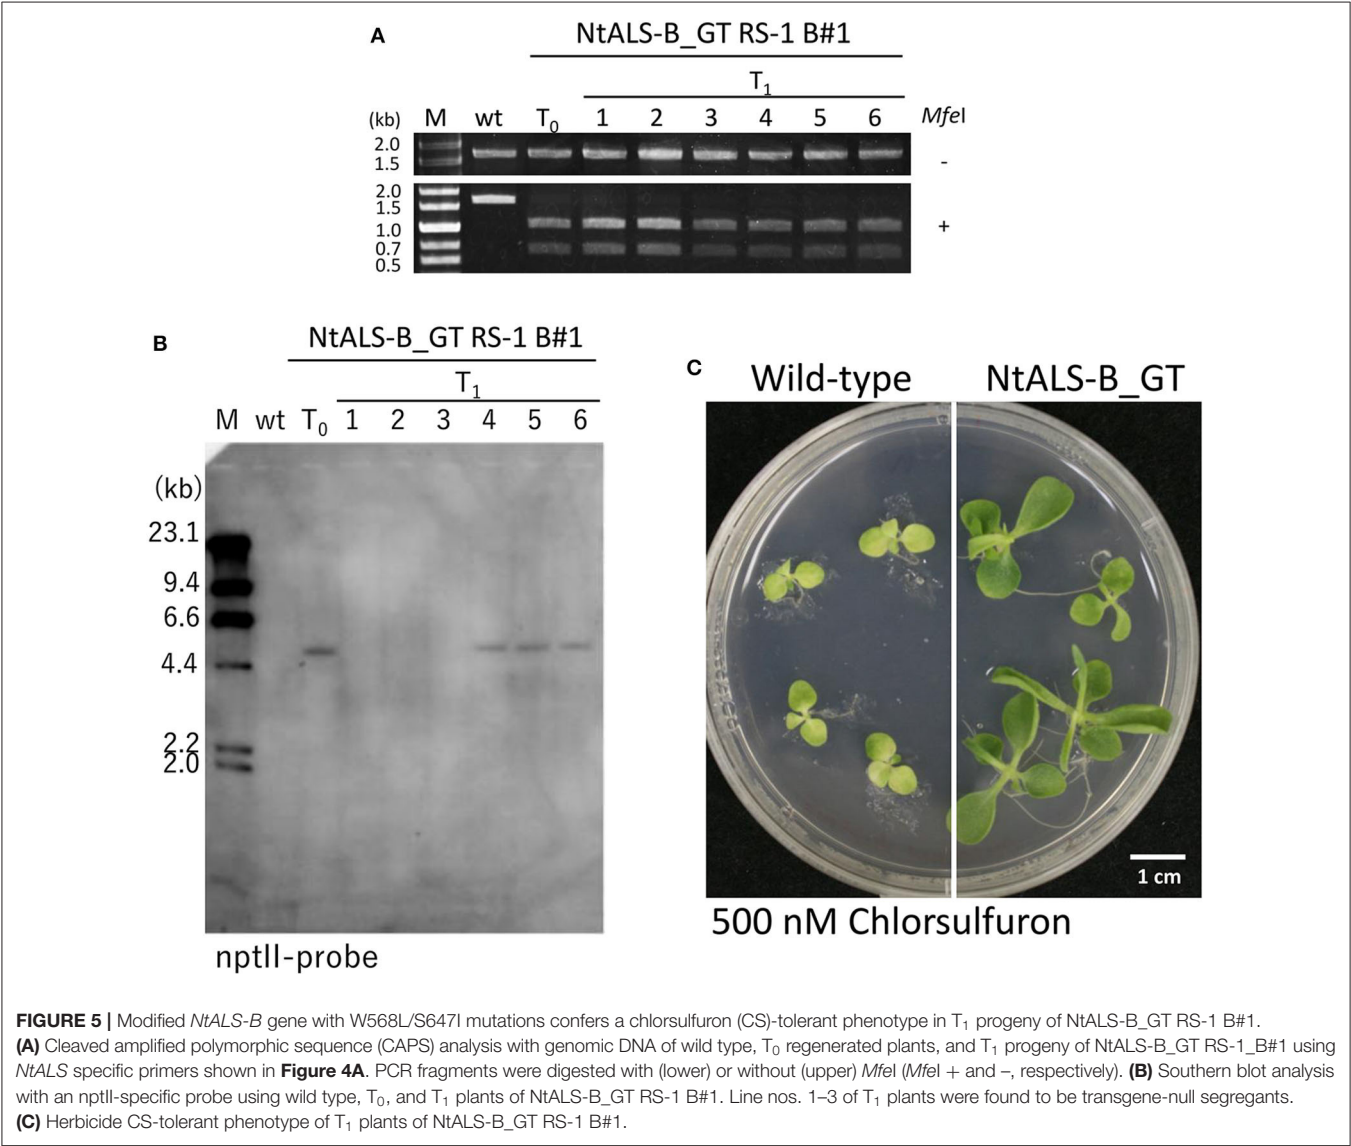 A
NtALS-B_GT RS-1 B#1
T1
(kb) M wt T0 1 2 3 4 5 6 MfeI
2.0
1.5
-
2.0
1.5
1.0
0.7
0.5
+
B
NtALS-B_GT RS-1 B#1
T1
M wt T0 1 2 3 4 5 6
(kb)
23.1
9.4
6.6
4.4
2.2
2.0
nptII-probe
C
Wild-type NtALS-B_GT
1 cm
500 nM Chlorsulfuron
FIGURE 5 | Modified NtALS-B gene with W568L/S647I mutations confers a chlorsulfuron (CS)-tolerant phenotype in T1 progeny of NtALS-B_GT RS-1 B#1.
(A) Cleaved amplified polymorphic sequence (CAPS) analysis with genomic DNA of wild type, T0 regenerated plants, and T1 progeny of NtALS-B_GT RS-1_B#1 using
NtALS specific primers shown in Figure 4A. PCR fragments were digested with (lower) or without (upper) MfeI (MfeI + and –, respectively). (B) Southern blot analysis
with an nptII-specific probe using wild type, T0, and T1 plants of NtALS-B_GT RS-1 B#1. Line nos. 1–3 of T1 plants were found to be transgene-null segregants.
(C) Herbicide CS-tolerant phenotype of T1 plants of NtALS-B_GT RS-1 B#1.